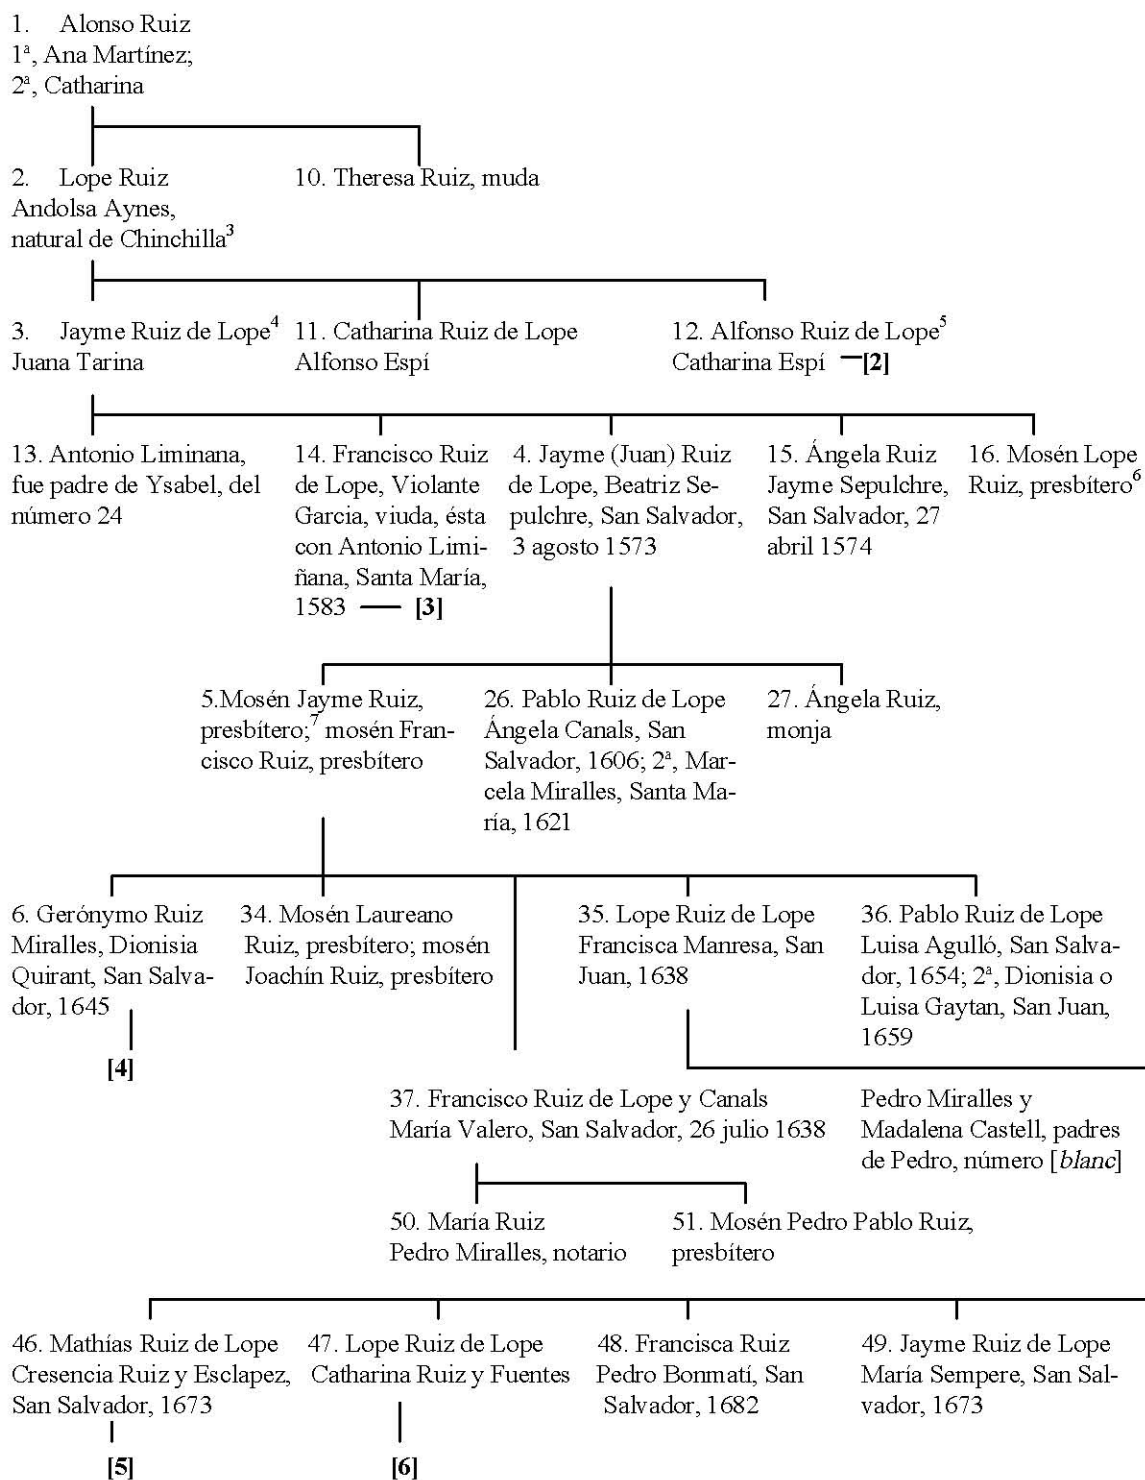 1. Alonso Ruiz
1ª, Ana Martínez;
2ª, Catharina
2. Lope Ruiz
Andolsa Aynes,
natural de Chinchilla³
10. Theresa Ruiz, muda
3. Jayme Ruiz de Lope⁴
Juana Tarina
11. Catharina Ruiz de Lope
Alfonso Espí
12. Alfonso Ruiz de Lope⁵
Catharina Espí —[2]
13. Antonio Liminana,
fue padre de Ysabel, del
número 24
14. Francisco Ruiz
de Lope, Violante
Garcia, viuda, ésta
con Antonio Limi-
ñana, Santa María,
1583 — [3]
4. Jayme (Juan) Ruiz
de Lope, Beatriz Se-
pulchre, San Salvador,
3 agosto 1573
15. Ángela Ruiz
Jayme Sepulchre,
San Salvador, 27
abril 1574
16. Mosén Lope
Ruiz, presbítero⁶
5.Mosén Jayme Ruiz,
presbítero;⁷ mosén Fran-
cisco Ruiz, presbítero
26. Pablo Ruiz de Lope
Ángela Canals, San
Salvador, 1606; 2ª, Mar-
cela Miralles, Santa Ma-
ría, 1621
27. Ángela Ruiz,
monja
6. Gerónymo Ruiz
Miralles, Dionisia
Quirant, San Salva-
dor, 1645
[4]
34. Mosén Laureano
Ruiz, presbítero; mosén
Joachín Ruiz, presbítero
35. Lope Ruiz de Lope
Francisca Manresa, San
Juan, 1638
36. Pablo Ruiz de Lope
Luisa Agulló, San Salva-
dor, 1654; 2ª, Dionisia o
Luisa Gaytan, San Juan,
1659
37. Francisco Ruiz de Lope y Canals
María Valero, San Salvador, 26 julio 1638
Pedro Miralles y
Madalena Castell, padres
de Pedro, número [blanc]
50. María Ruiz
Pedro Miralles, notario
51. Mosén Pedro Pablo Ruiz,
presbítero
46. Mathías Ruiz de Lope
Cresencia Ruiz y Esclapez,
San Salvador, 1673
[5]
47. Lope Ruiz de Lope
Catharina Ruiz y Fuentes
[6]
48. Francisca Ruiz
Pedro Bonmatí, San
Salvador, 1682
49. Jayme Ruiz de Lope
María Sempere, San Sal-
vador, 1673